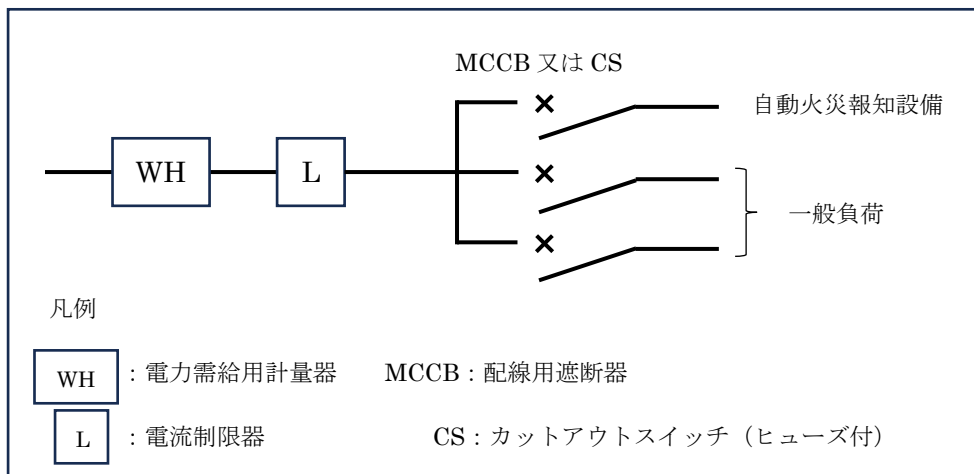 MCCB 又は CS
自動火災報知設備
WH
L
一般負荷
凡例
WH ：電力需給用計量器 MCCB：配線用遮断器
L ：電流制限器 CS：カットアウトスイッチ（ヒューズ付）